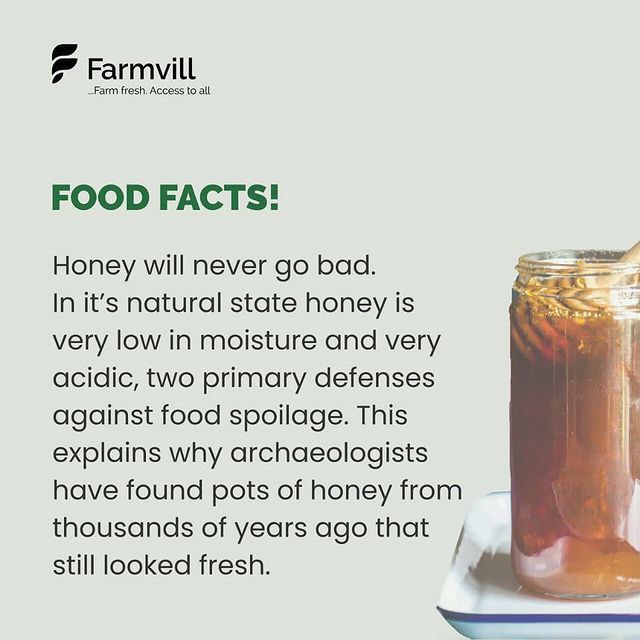 Farmvill
...Farm fresh. Access to all
FOOD FACTS!
Honey will never go bad.
In it's natural state honey is
very low in moisture and very
acidic, two primary defenses
against food spoilage. This
explains why archaeologists
have found pots of honey from
thousands of years ago that
still looked fresh.